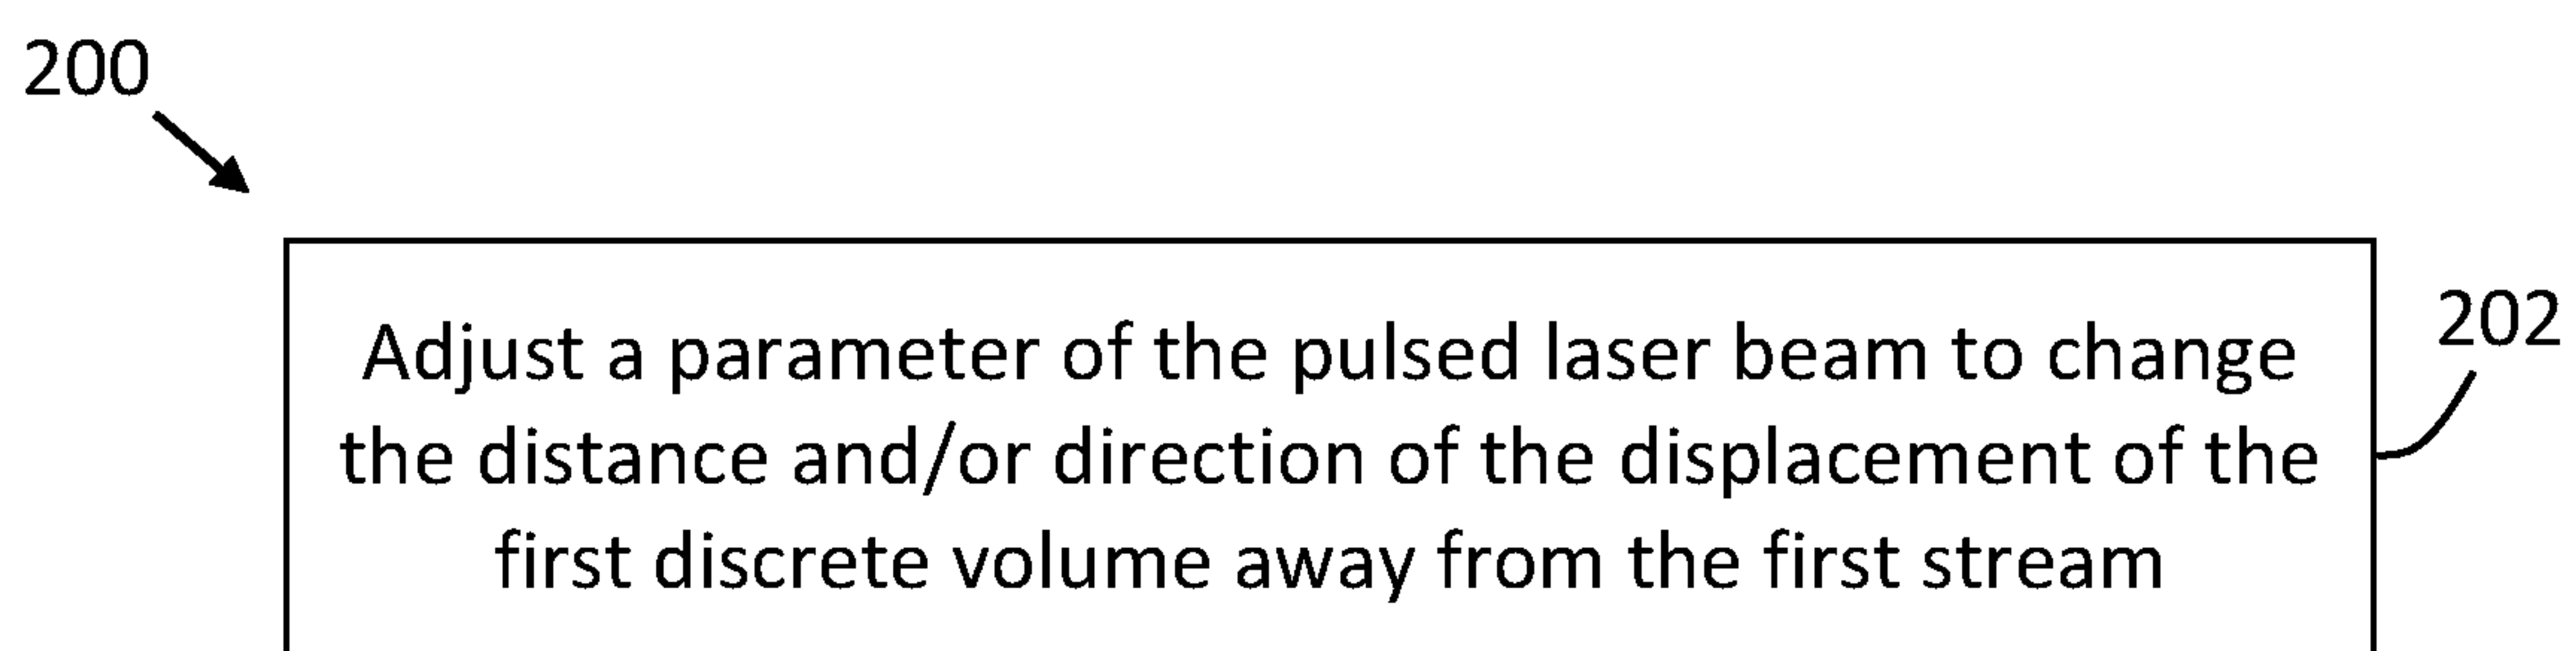 200
202
Adjust a parameter of the pulsed laser beam to change
the distance and/or direction of the displacement of the
first discrete volume away from the first stream